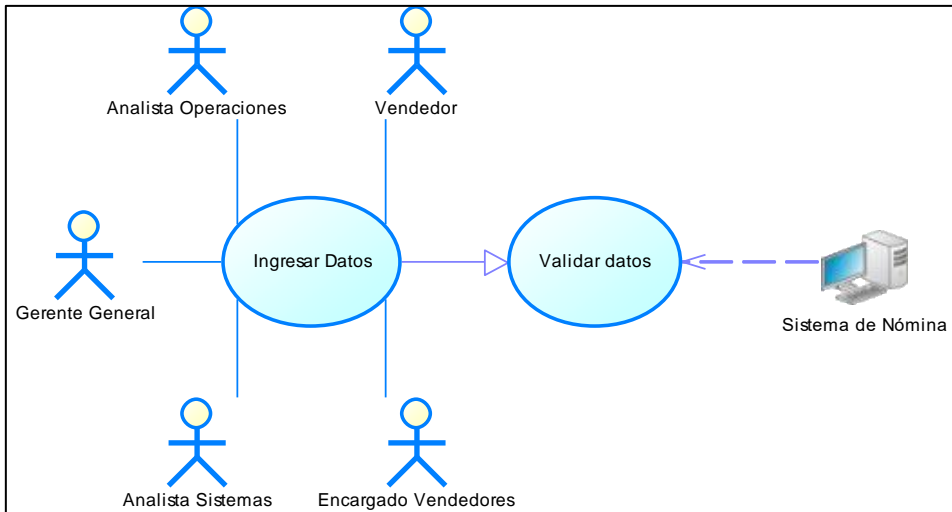 Analista Operaciones
Vendedor
Ingresar Datos
Validar datos
Gerente General
Sistema de Nómina
Analista Sistemas
Encargado Vendedores